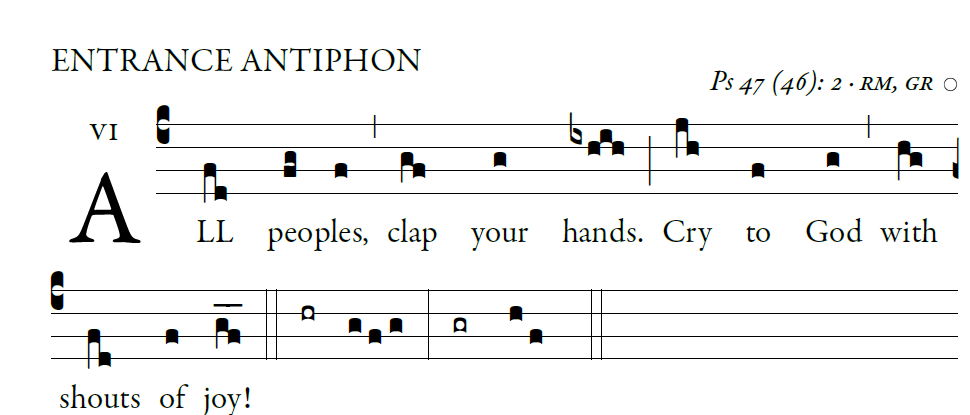 ENTRANCE ANTIPHON
Ps 47 (46): 2 · RM, GR
VI
ALL peoples, clap your hands. Cry to God with
shouts of joy!